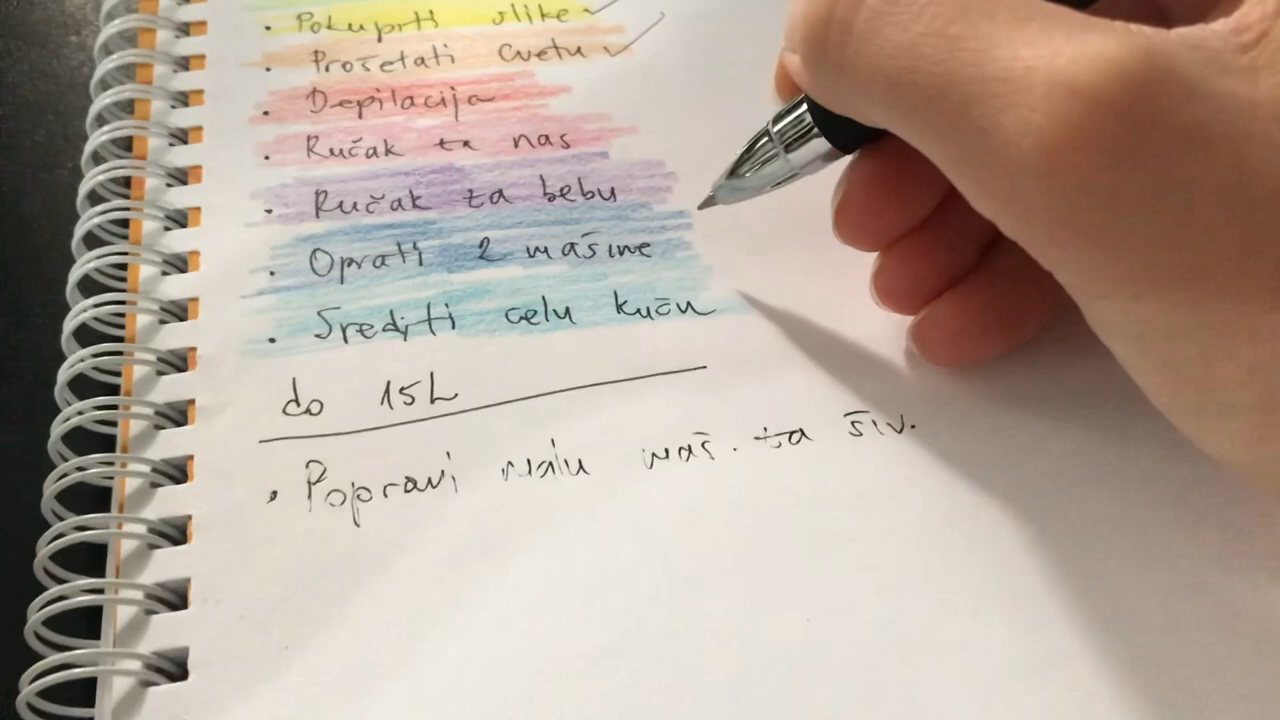 • Pokuprti slike ✓
• Prošetati Cvetu ✓
• Depilacija
• Ručak za nas
• Ručak za bebu
• Oprati 2 mašine
• Srediti celu kuću
do 15h
• Popravi malu maš. za šiv.